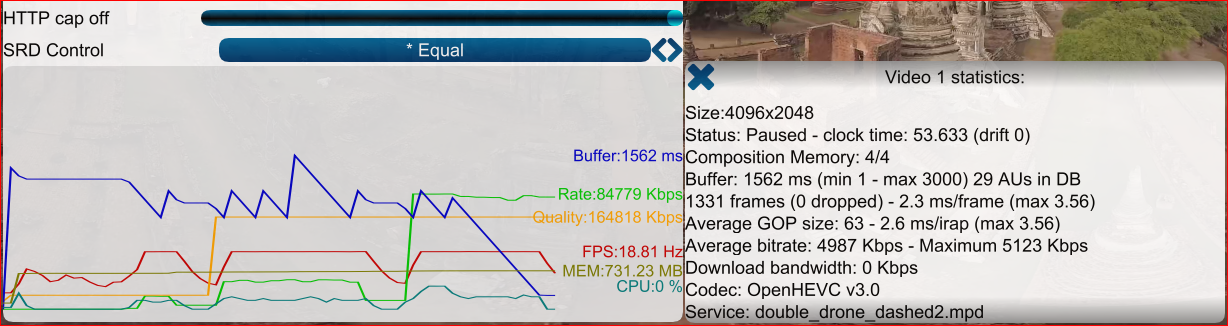 HTTP cap off
SRD Control
* Equal
Buffer:1562 ms
Rate:84779 Kbps
Quality:164818 Kbps
FPS:18.81 Hz
MEM:731.23 MB
CPU:0 %
Video 1 statistics:
Size:4096x2048
Status: Paused - clock time: 53.633 (drift 0)
Composition Memory: 4/4
Buffer: 1562 ms (min 1 - max 3000) 29 AUs in DB
1331 frames (0 dropped) - 2.3 ms/frame (max 3.56)
Average GOP size: 63 - 2.6 ms/irap (max 3.56)
Average bitrate: 4987 Kbps - Maximum 5123 Kbps
Download bandwidth: 0 Kbps
Codec: OpenHEVC v3.0
Service: double_drone_dashed2.mpd